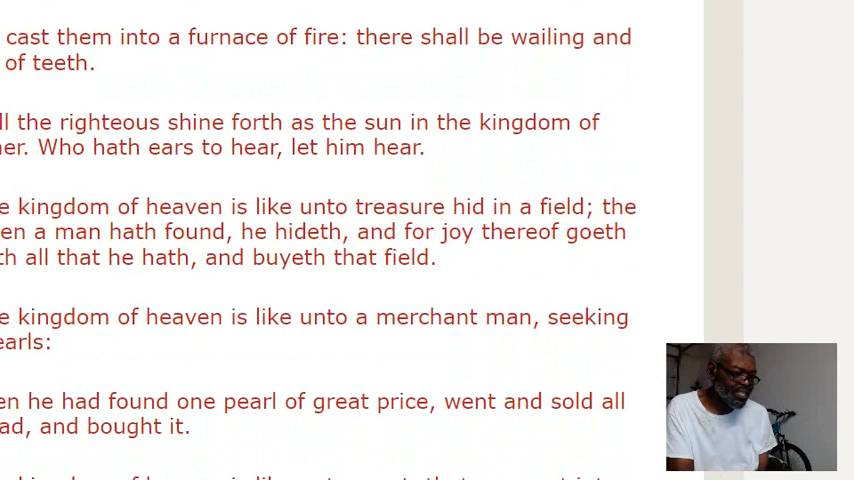 cast them into a furnace of fire: there shall be wailing and
of teeth.
ll the righteous shine forth as the sun in the kingdom of
er. Who hath ears to hear, let him hear.
e kingdom of heaven is like unto treasure hid in a field; the
en a man hath found, he hideth, and for joy thereof goeth
th all that he hath, and buyeth that field.
e kingdom of heaven is like unto a merchant man, seeking
earls:
en he had found one pearl of great price, went and sold all
ad, and bought it.